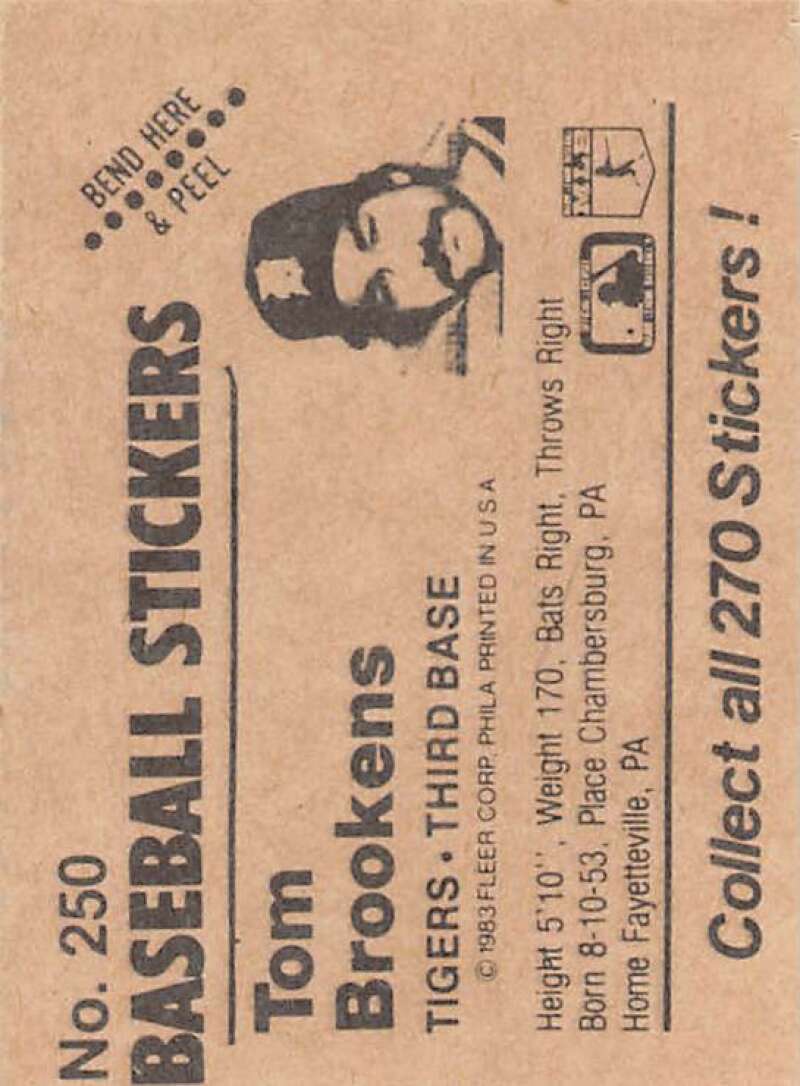 No. 250
BASEBALL STICKERS
BEND HERE
& PEEL
Tom
Brookens
TIGERS • THIRD BASE
© 1983 FLEER CORP. PHILA PRINTED IN U S A
Height 5'10'', Weight 170, Bats Right, Throws Right
Born 8-10-53, Place Chambersburg, PA
Home Fayetteville, PA
Collect all 270 Stickers !